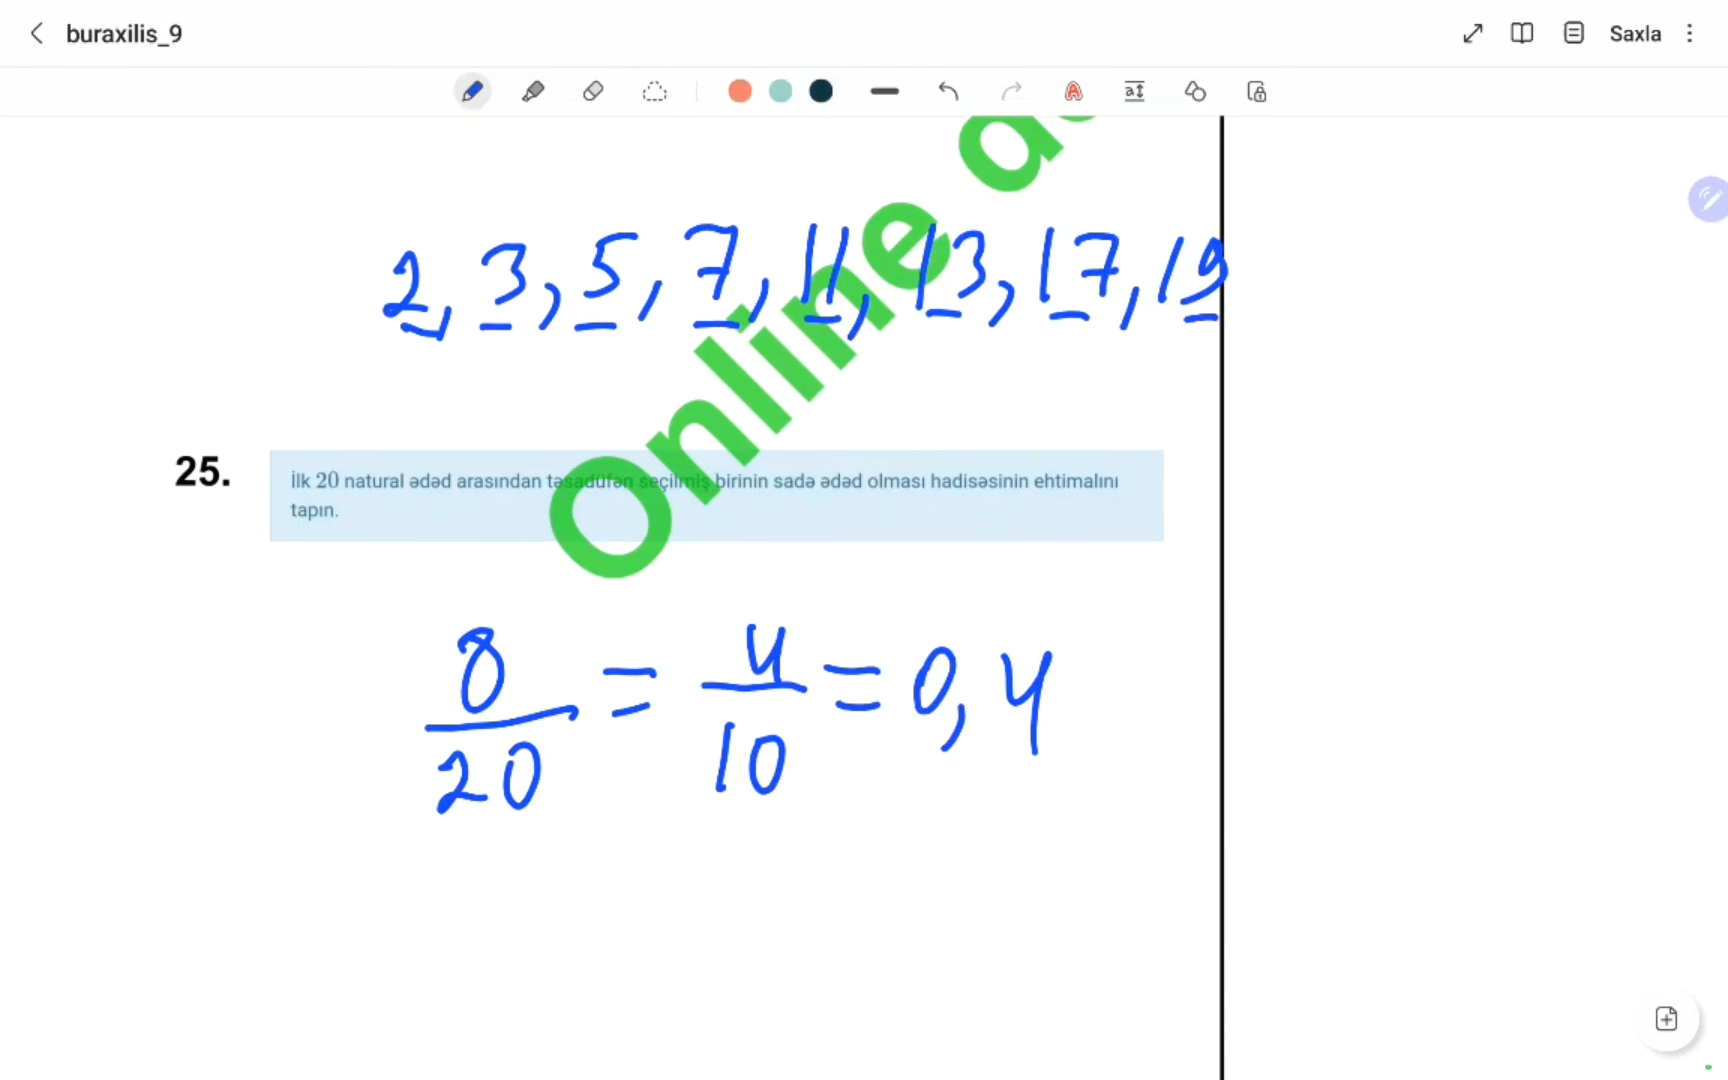 buraxilis_9
Saxla
Online də
2, 3, 5, 7, 11, 13, 17, 19
25.
İlk 20 natural ədəd arasından təsadüfən seçilmiş birinin sadə ədəd olması hadisəsinin ehtimalını
tapın.
8/20 = 4/10 = 0,4